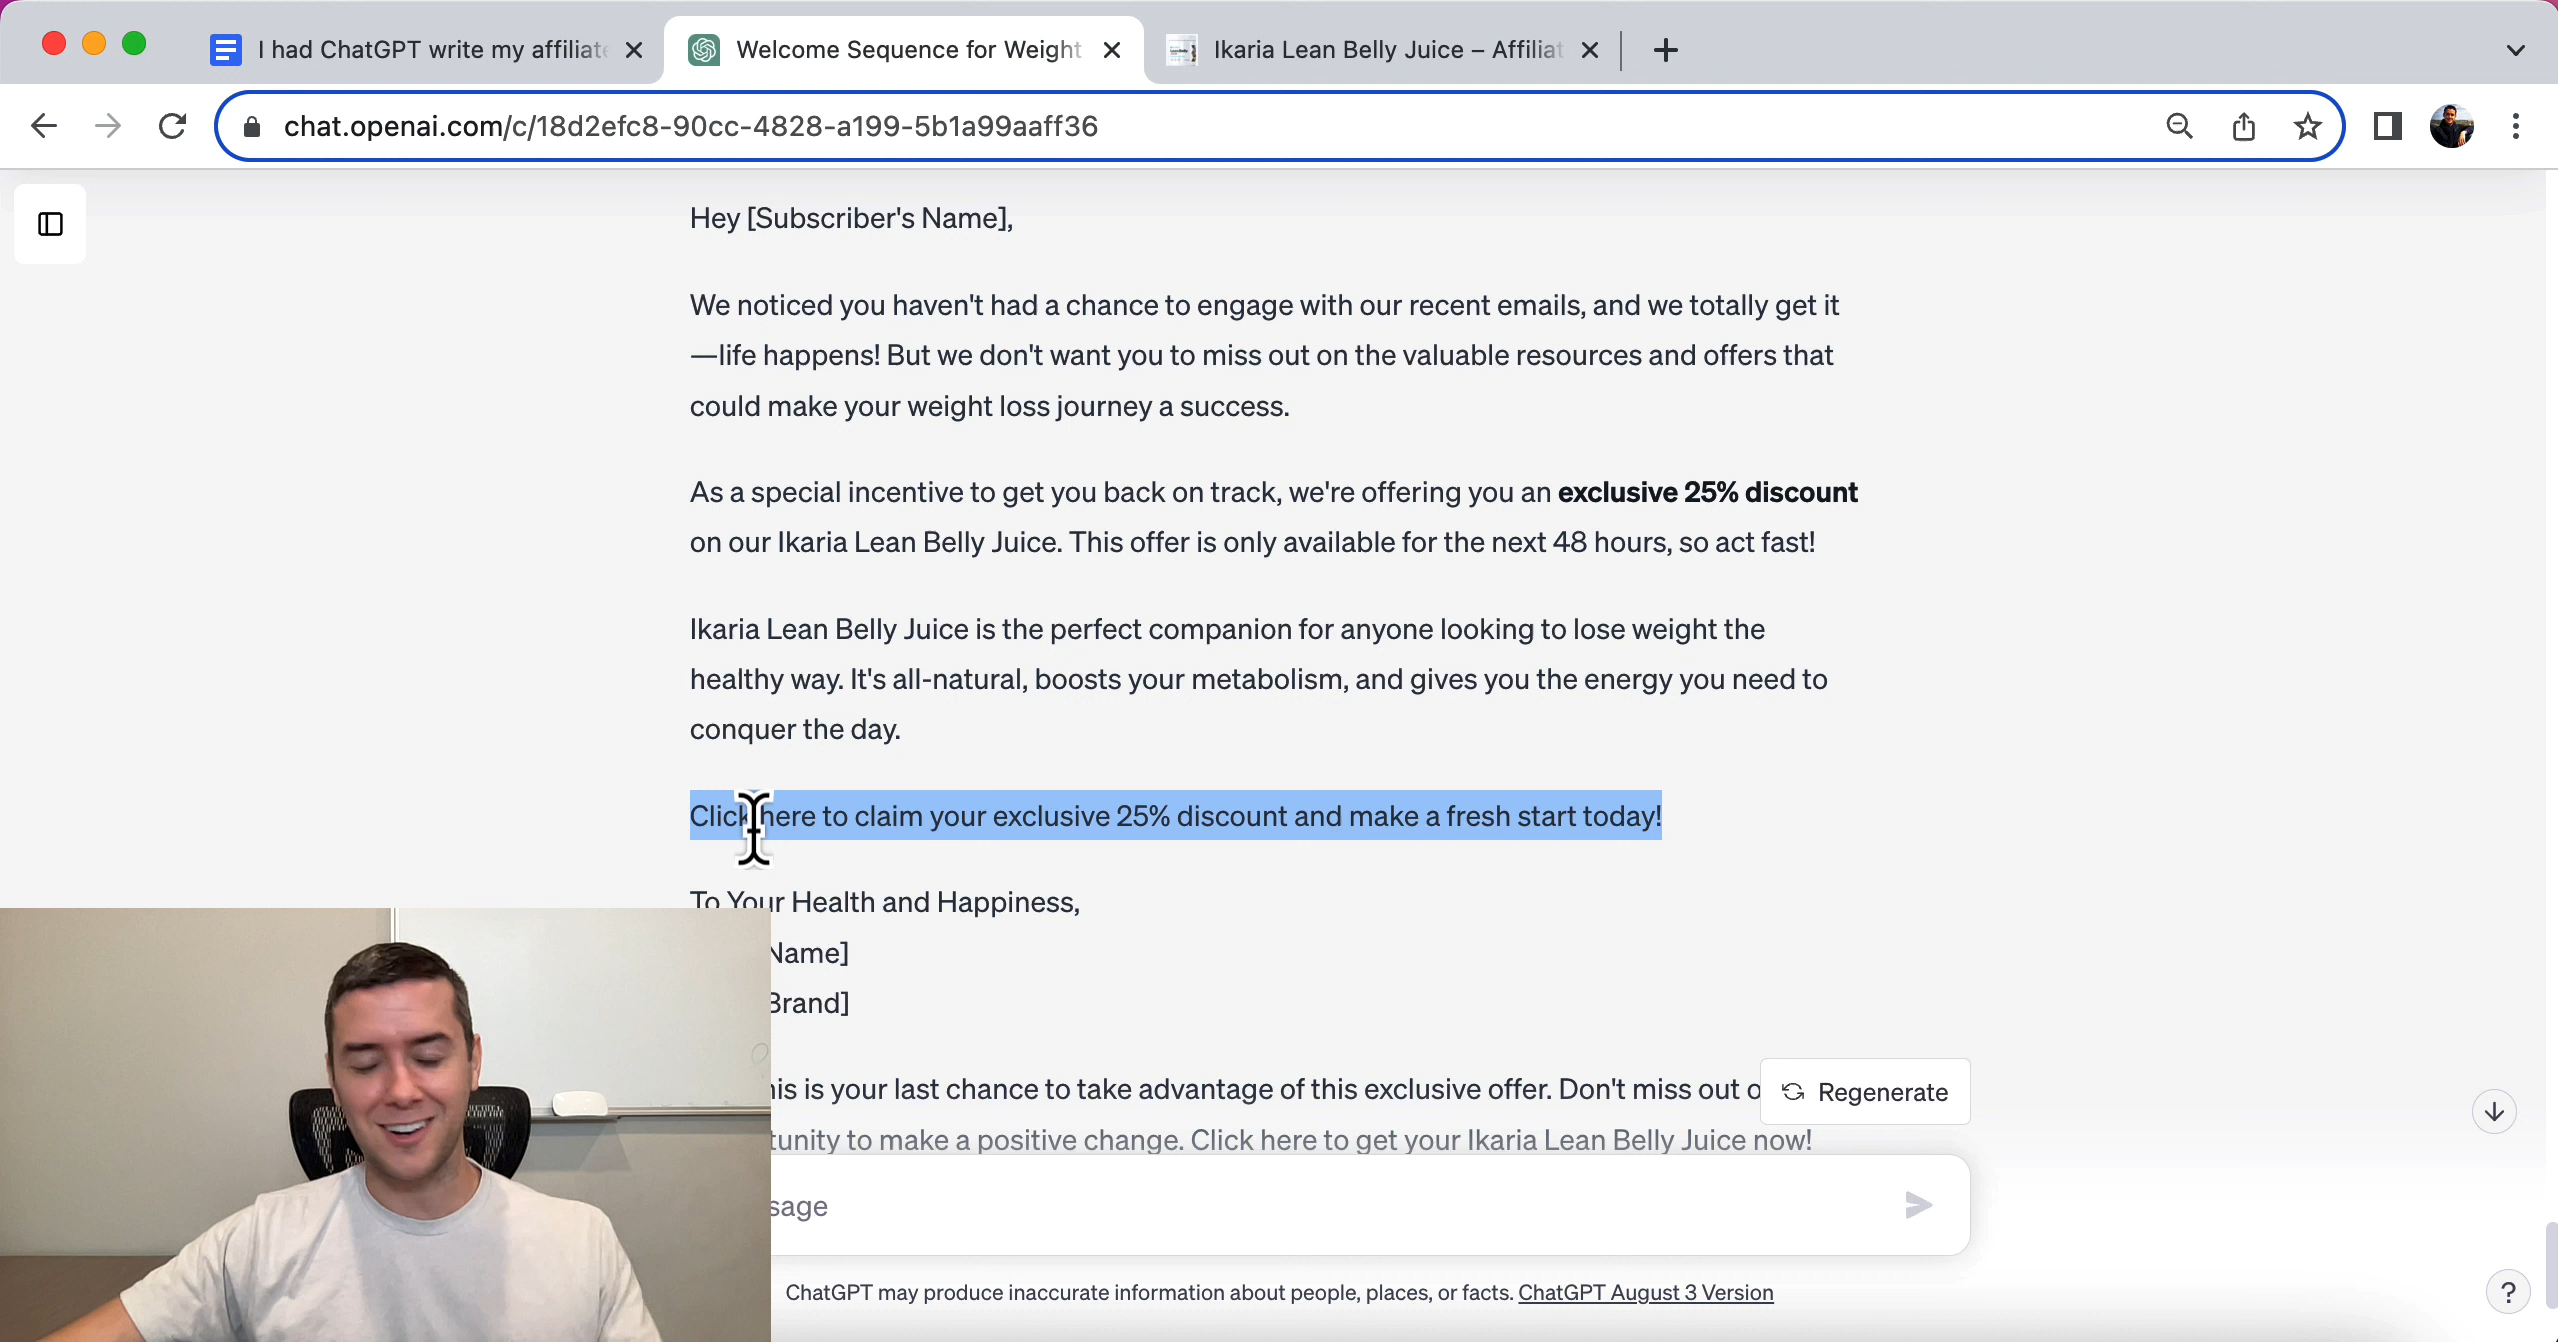 I had ChatGPT write my affiliate
Welcome Sequence for Weight
Ikaria Lean Belly Juice – Affiliat
chat.openai.com/c/18d2efc8-90cc-4828-a199-5b1a99aaff36
Hey [Subscriber's Name],
We noticed you haven't had a chance to engage with our recent emails, and we totally get it
—life happens! But we don't want you to miss out on the valuable resources and offers that
could make your weight loss journey a success.
As a special incentive to get you back on track, we're offering you an exclusive 25% discount
on our Ikaria Lean Belly Juice. This offer is only available for the next 48 hours, so act fast!
Ikaria Lean Belly Juice is the perfect companion for anyone looking to lose weight the
healthy way. It's all-natural, boosts your metabolism, and gives you the energy you need to
conquer the day.
Click here to claim your exclusive 25% discount and make a fresh start today!
To Your Health and Happiness,
Name]
Brand]
his is your last chance to take advantage of this exclusive offer. Don't miss out o
Regenerate
tunity to make a positive change. Click here to get your Ikaria Lean Belly Juice now!
sage
ChatGPT may produce inaccurate information about people, places, or facts. ChatGPT August 3 Version
?